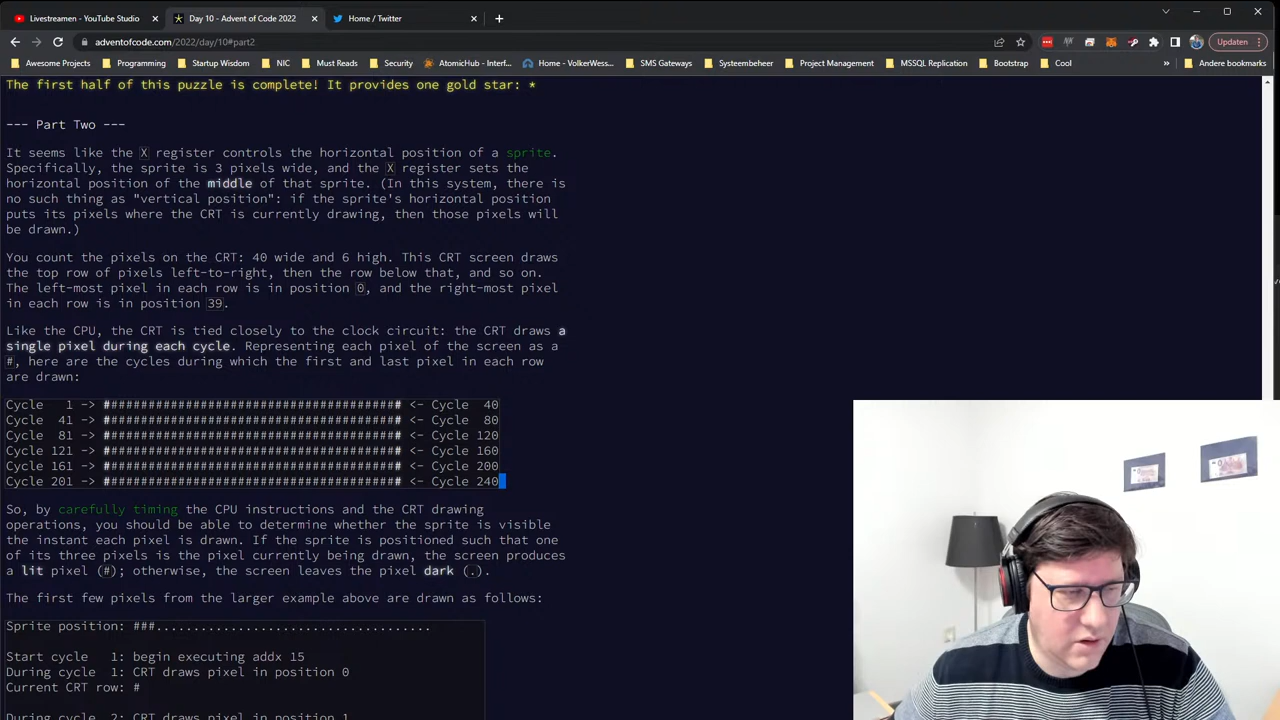 Livestreamen - YouTube Studio
Day 10 - Advent of Code 2022
Home / Twitter
adventofcode.com/2022/day/10#part2
Updaten
Awesome Projects
Programming
Startup Wisdom
NIC
Must Reads
Security
AtomicHub - Interf...
Home - VolkerWess...
SMS Gateways
Systeembeheer
Project Management
MSSQL Replication
Bootstrap
Cool
»
Andere bookmarks
The first half of this puzzle is complete! It provides one gold star: *
--- Part Two ---
It seems like the X register controls the horizontal position of a sprite.
Specifically, the sprite is 3 pixels wide, and the X register sets the
horizontal position of the middle of that sprite. (In this system, there is
no such thing as "vertical position": if the sprite's horizontal position
puts its pixels where the CRT is currently drawing, then those pixels will
be drawn.)
You count the pixels on the CRT: 40 wide and 6 high. This CRT screen draws
the top row of pixels left-to-right, then the row below that, and so on.
The left-most pixel in each row is in position 0, and the right-most pixel
in each row is in position 39.
Like the CPU, the CRT is tied closely to the clock circuit: the CRT draws a
single pixel during each cycle. Representing each pixel of the screen as a
#, here are the cycles during which the first and last pixel in each row
are drawn:
Cycle   1 -> ######################################## <- Cycle  40
Cycle  41 -> ######################################## <- Cycle  80
Cycle  81 -> ######################################## <- Cycle 120
Cycle 121 -> ######################################## <- Cycle 160
Cycle 161 -> ######################################## <- Cycle 200
Cycle 201 -> ######################################## <- Cycle 240
So, by carefully timing the CPU instructions and the CRT drawing
operations, you should be able to determine whether the sprite is visible
the instant each pixel is drawn. If the sprite is positioned such that one
of its three pixels is the pixel currently being drawn, the screen produces
a lit pixel (#); otherwise, the screen leaves the pixel dark (.).
The first few pixels from the larger example above are drawn as follows:
Sprite position: ###.....................................
Start cycle   1: begin executing addx 15
During cycle  1: CRT draws pixel in position 0
Current CRT row: #
During cycle  2: CRT draws pixel in position 1